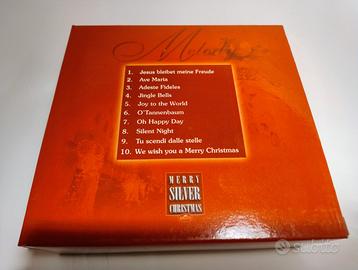 Melody
1. Jesus bleibet meine Freude
2. Ave Maria
3. Adeste Fideles
4. Jingle Bells
5. Joy to the World
6. O'Tannenbaum
7. Oh Happy Day
8. Silent Night
9. Tu scendi dalle stelle
10. We wish you a Merry Christmas
MERRY
SILVER
CHRISTMAS
Subito